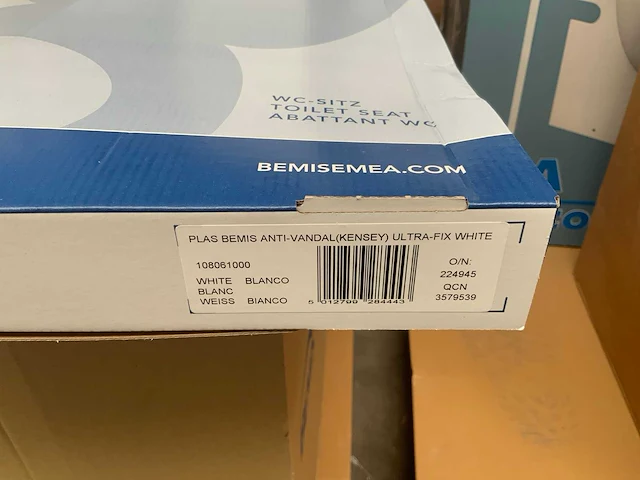 WC-SITZ
TOILET SEAT
ABATTANT WC
BEMISEMEA.COM
PLAS BEMIS ANTI-VANDAL(KENSEY) ULTRA-FIX WHITE
108061000
WHITE BLANCO
BLANC
WEISS BIANCO
5 012799 284443
O/N:
224945
QCN
3579539